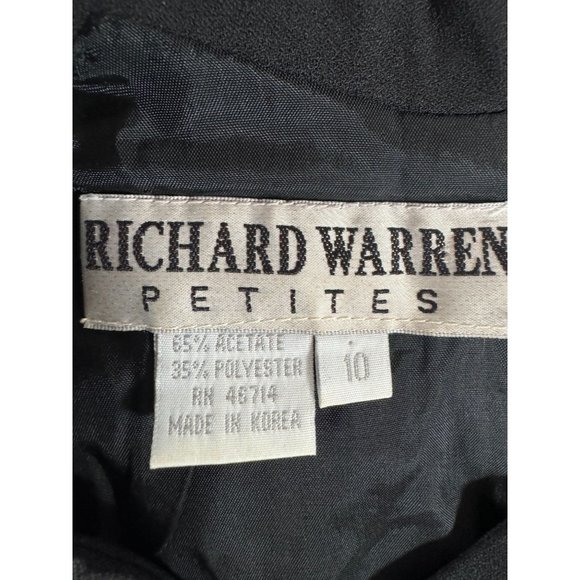 RICHARD WARREN
PETITES
65% ACETATE
35% POLYESTER
RN 46714
MADE IN KOREA
10